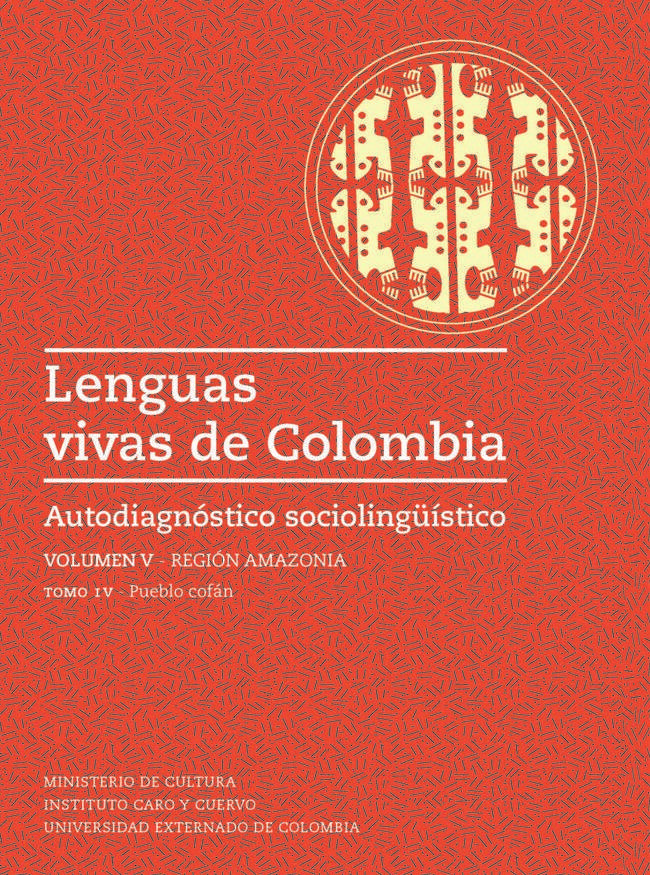 Lenguas
vivas de Colombia
Autodiagnóstico sociolingüístico
VOLUMEN V - REGIÓN AMAZONIA
TOMO IV - Pueblo cofán
MINISTERIO DE CULTURA
INSTITUTO CARO Y CUERVO
UNIVERSIDAD EXTERNADO DE COLOMBIA